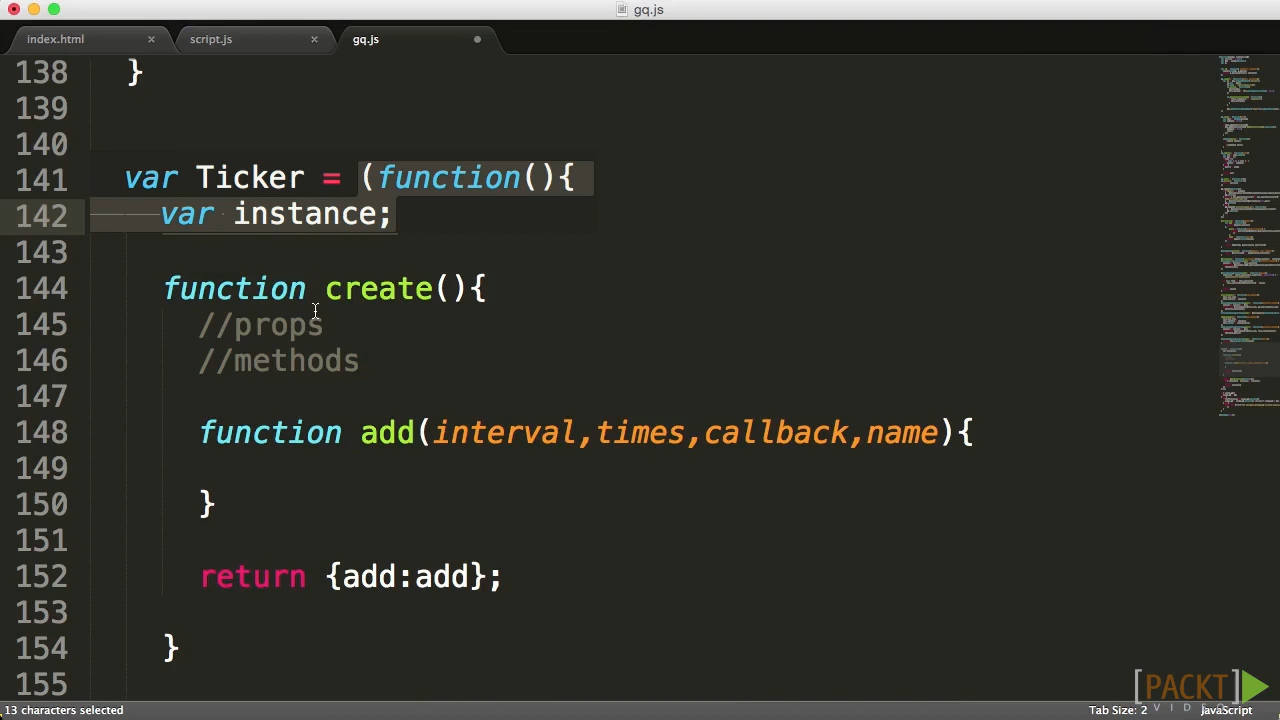 gq.js
index.html × script.js × gq.js
138 }
139
140
141 var Ticker = (function(){
142 var instance;
143
144 function create(){
145 //props
146 //methods
147
148 function add(interval,times,callback,name){
149
150 }
151
152 return {add:add};
153
154 }
155
[PACKT]
VIDEO
13 characters selected Tab Size: 2 JavaScript